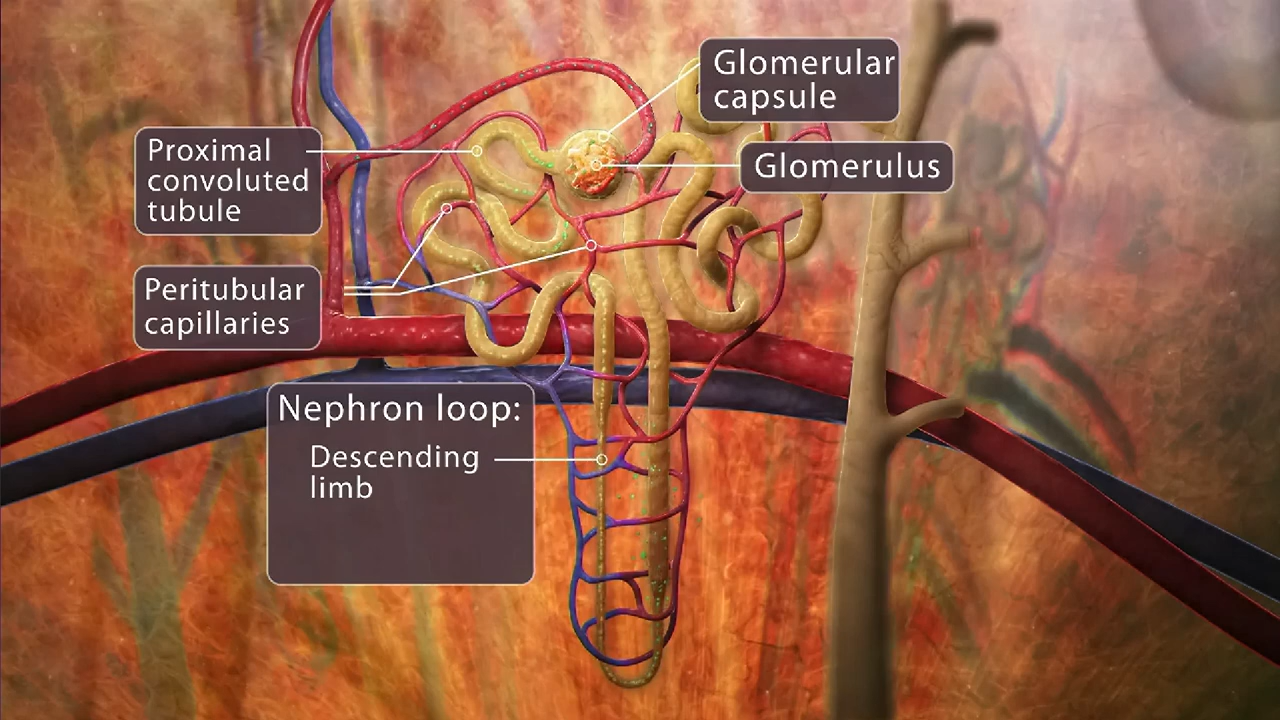 Glomerular
capsule
Proximal
convoluted
tubule
Glomerulus
Peritubular
capillaries
Nephron loop:
Descending
limb